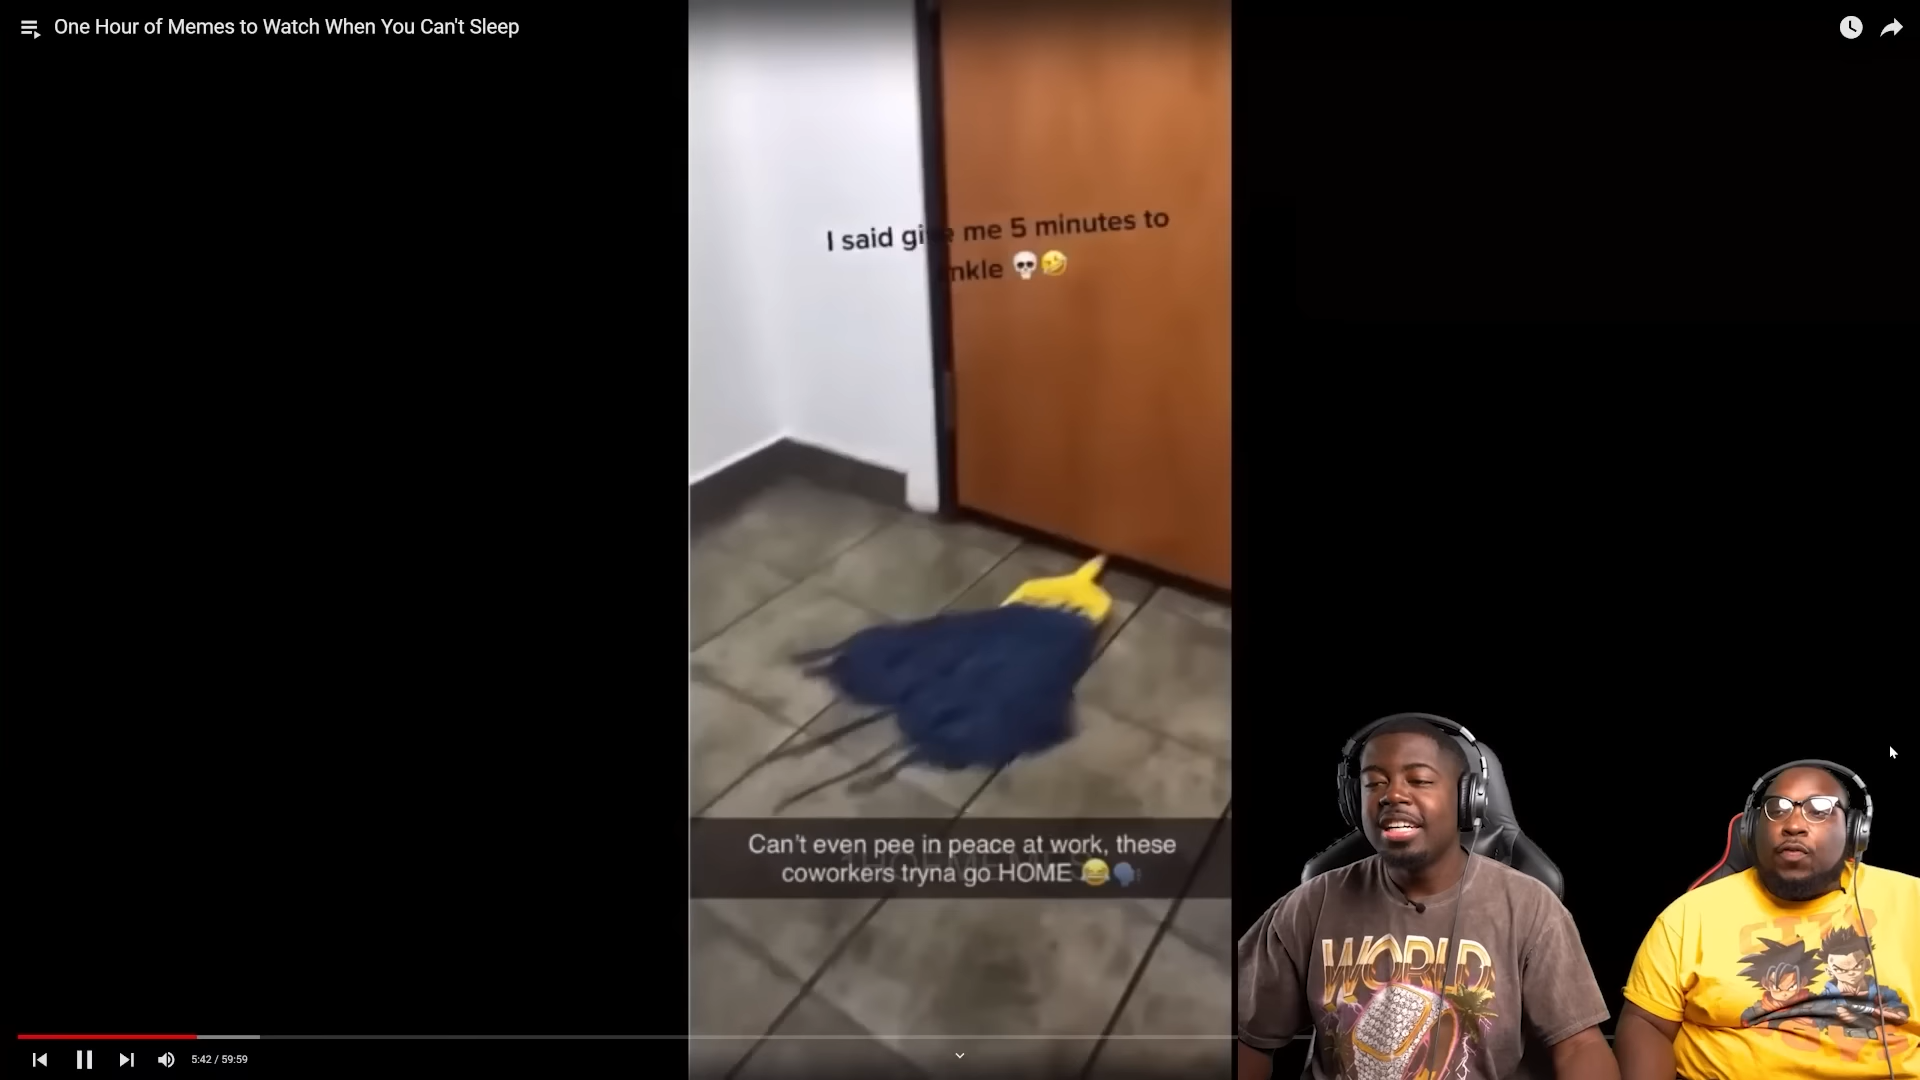 One Hour of Memes to Watch When You Can't Sleep
I said give me 5 minutes to
nkle 💀🤣
Can't even pee in peace at work, these
coworkers tryna go HOME 😂🗣️
WORLD
5:42 / 59:59